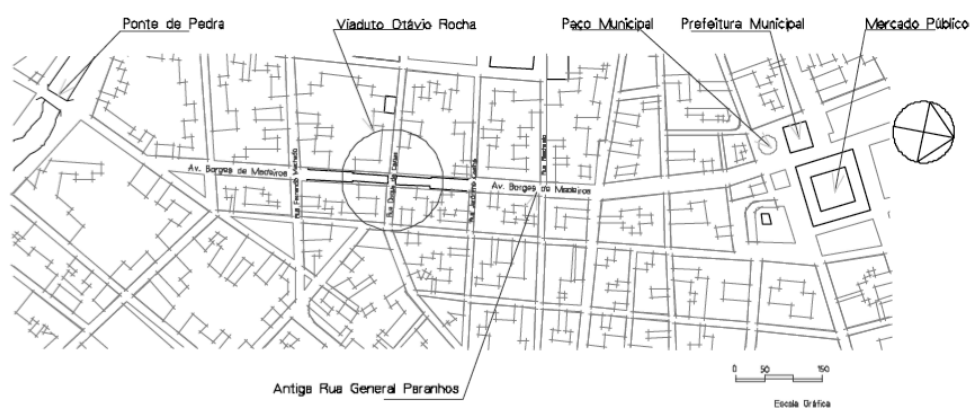 Ponte de Pedra
Viaduto Otávio Rocha
Paço Municipal
Prefeitura Municipal
Mercado Público
Av. Borges de Medeiros
Rua Fernando Machado
Rua Duque de Caxias
Rua Jerônimo Coelho
Av. Borges de Medeiros
Rua Riachuelo
Antiga Rua General Paranhos
0 50 150
Escala Gráfica